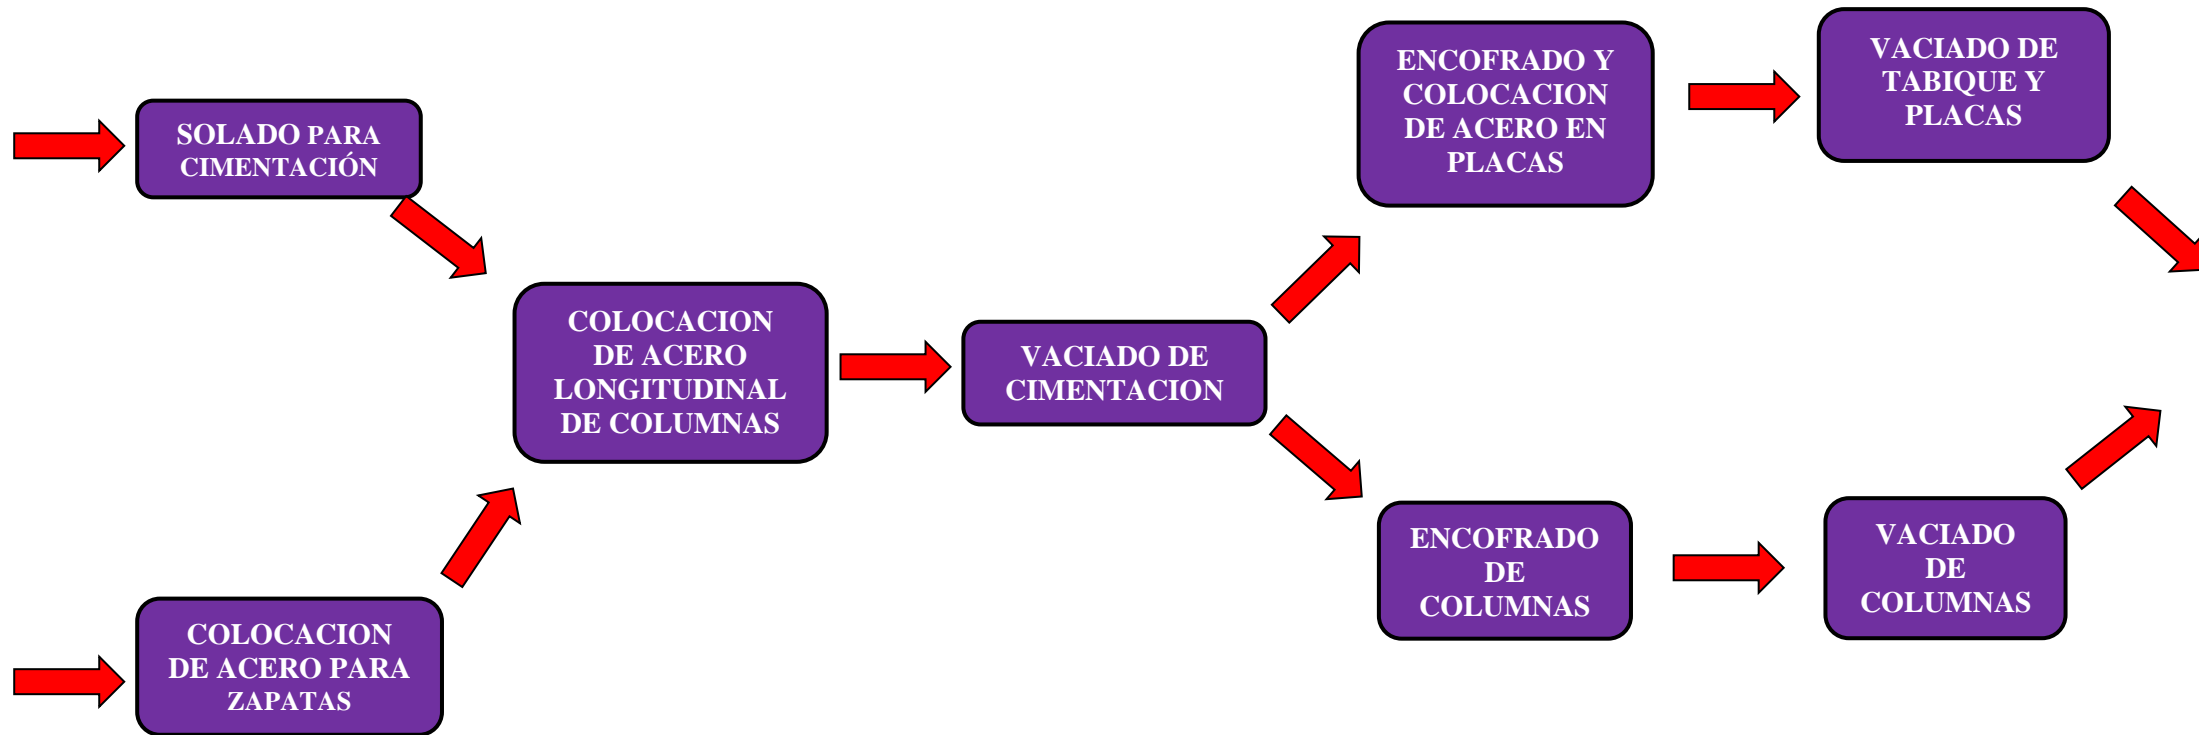 SOLADO PARA
CIMENTACIÓN
COLOCACION
DE ACERO PARA
ZAPATAS
COLOCACION
DE ACERO
LONGITUDINAL
DE COLUMNAS
VACIADO DE
CIMENTACION
ENCOFRADO Y
COLOCACION
DE ACERO EN
PLACAS
VACIADO DE
TABIQUE Y
PLACAS
ENCOFRADO
DE
COLUMNAS
VACIADO
DE
COLUMNAS